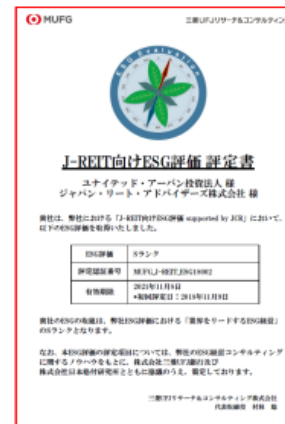 MUFG
三菱UFJリサーチ&コンサルティング
ESG Evaluation
J-REIT向けESG評価 評定書
ユナイテッド・アーバン投資法人 様
ジャパン・リート・アドバイザーズ株式会社 様
貴社は、弊社における「J-REIT向けESG評価 supported by JCR」において、
以下のESG評価を取得いたしました。
ESG評価 Sランク
評定認証番号 MUFG,J-REIT,ESG18002
有効期限 2021年11月8日
*初回評定日:2018年11月9日
貴社のESGの取組は、弊社ESG評価における「業界をリードするESG経営」
のSランクとなります。
なお、本ESG評価の評定項目については、弊社のESG経営コンサルティング
に関するノウハウをもとに、株式会社三菱UFJ銀行及び
株式会社日本格付研究所とともに協議のうえ、策定しております。
三菱UFJリサーチ&コンサルティング株式会社
代表取締役 村林 聡